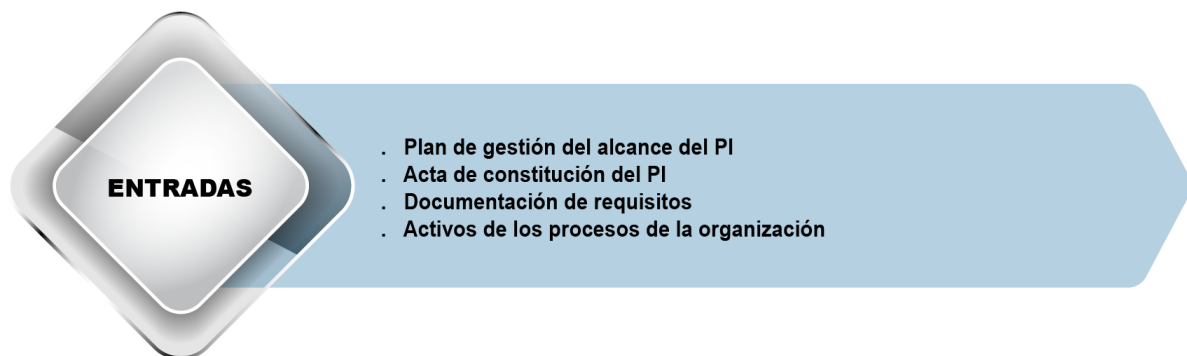 ENTRADAS
. Plan de gestión del alcance del PI
. Acta de constitución del PI
. Documentación de requisitos
. Activos de los procesos de la organización